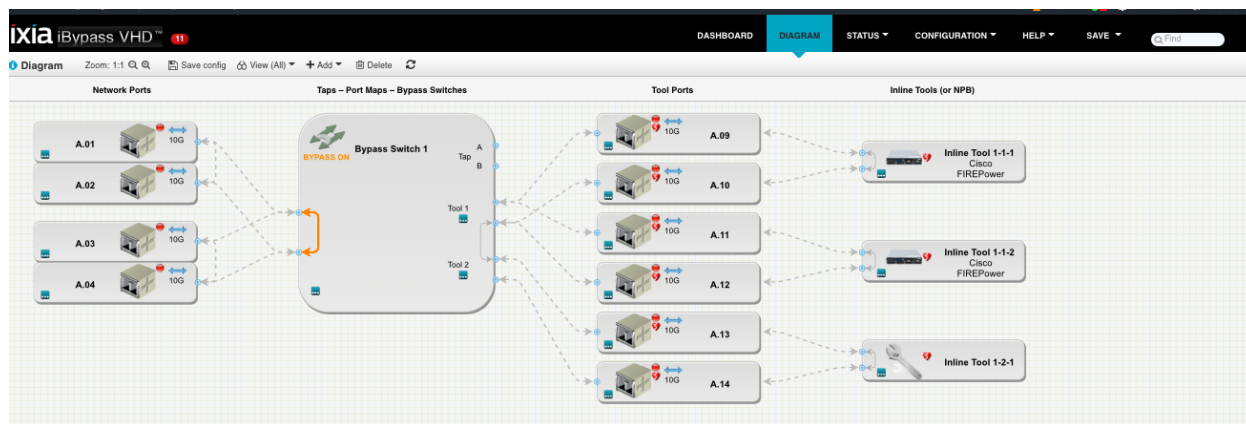 ixia iBypass VHD™ 11
DASHBOARD DIAGRAM STATUS CONFIGURATION HELP SAVE Find
Diagram Zoom: 1:1 Save config View (All) Add Delete
Network Ports Taps – Port Maps – Bypass Switches Tool Ports Inline Tools (or NPB)
A.01 10G
A.02 10G
A.03 10G
A.04 10G
BYPASS ON
Bypass Switch 1
A
Tap
B
Tool 1
Tool 2
10G A.09
10G A.10
10G A.11
10G A.12
10G A.13
10G A.14
Inline Tool 1-1-1
Cisco
FIREPower
Inline Tool 1-1-2
Cisco
FIREPower
Inline Tool 1-2-1